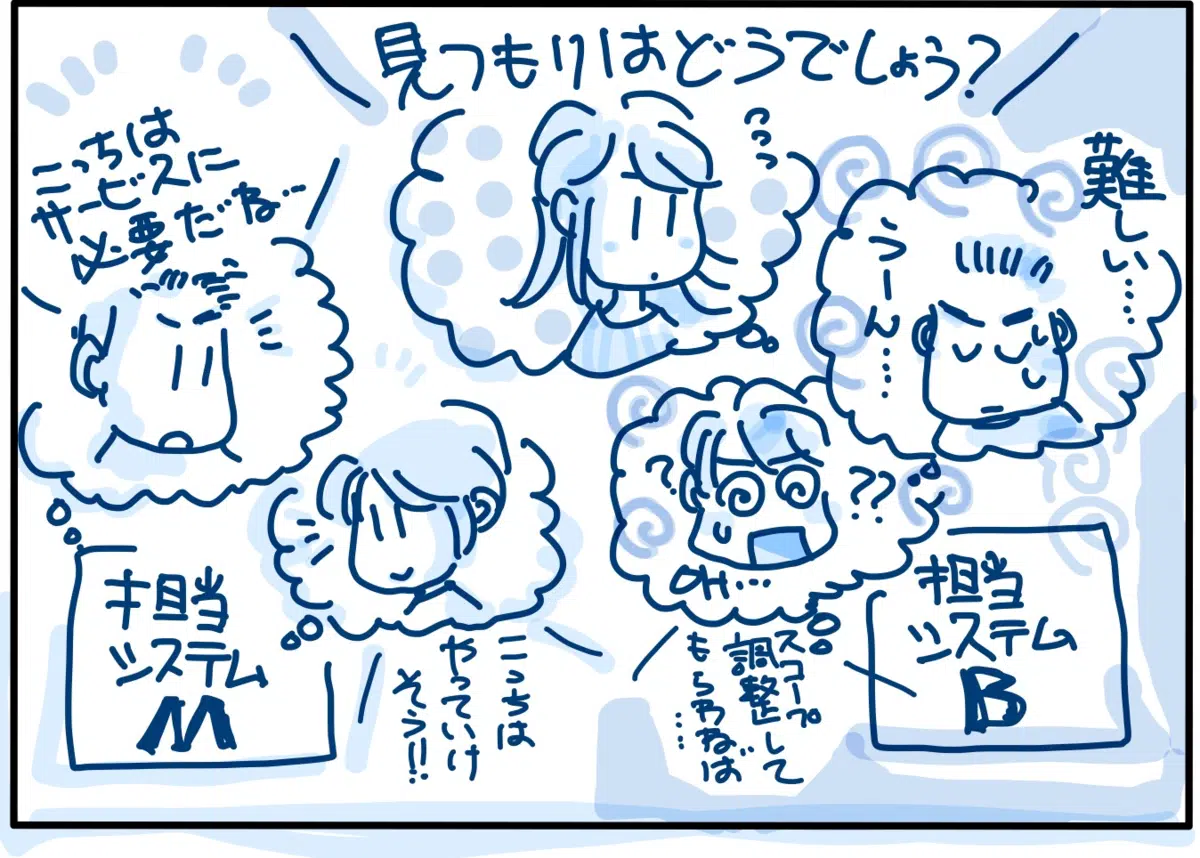 見つもりはどうでしょう?
こっちは
サービスに
必要だね…
難しい……
うーん……
??
?
OH…
担当
システム
M
こっちは
やっていけ
そう!!
スコープ
調整して
もらわねば
……
担当
システム
B